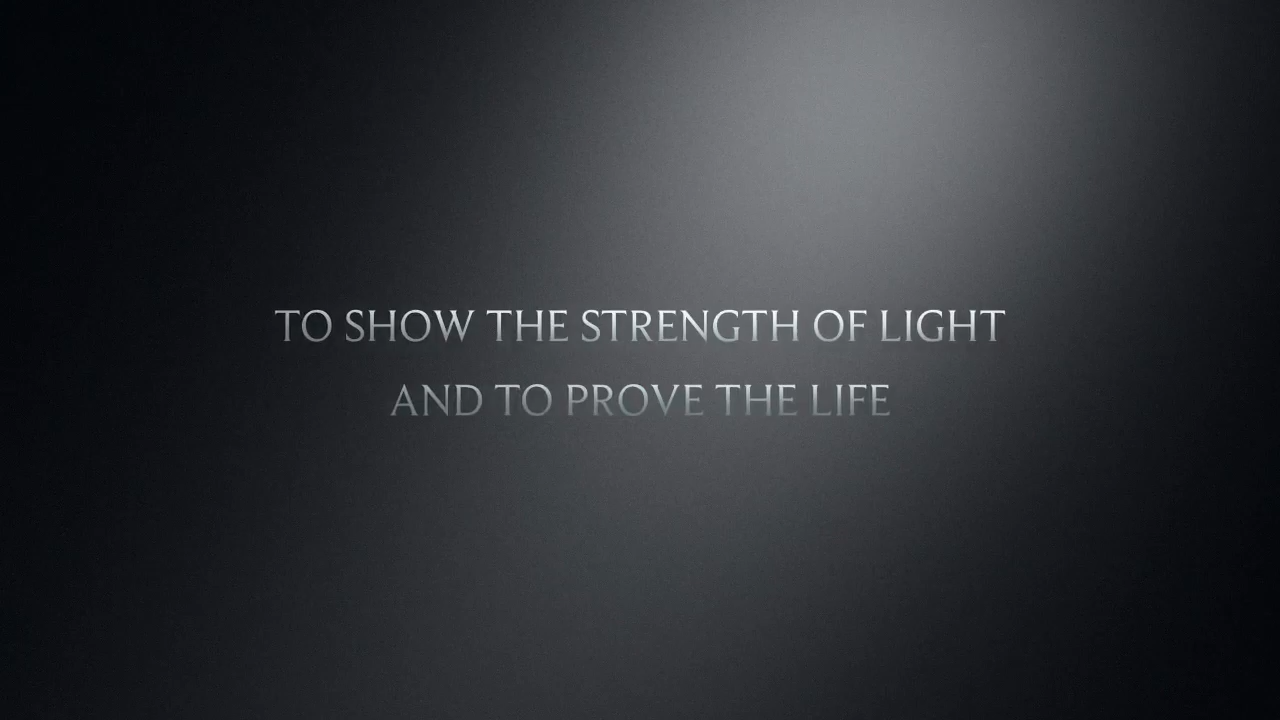 TO SHOW THE STRENGTH OF LIGHT
AND TO PROVE THE LIFE